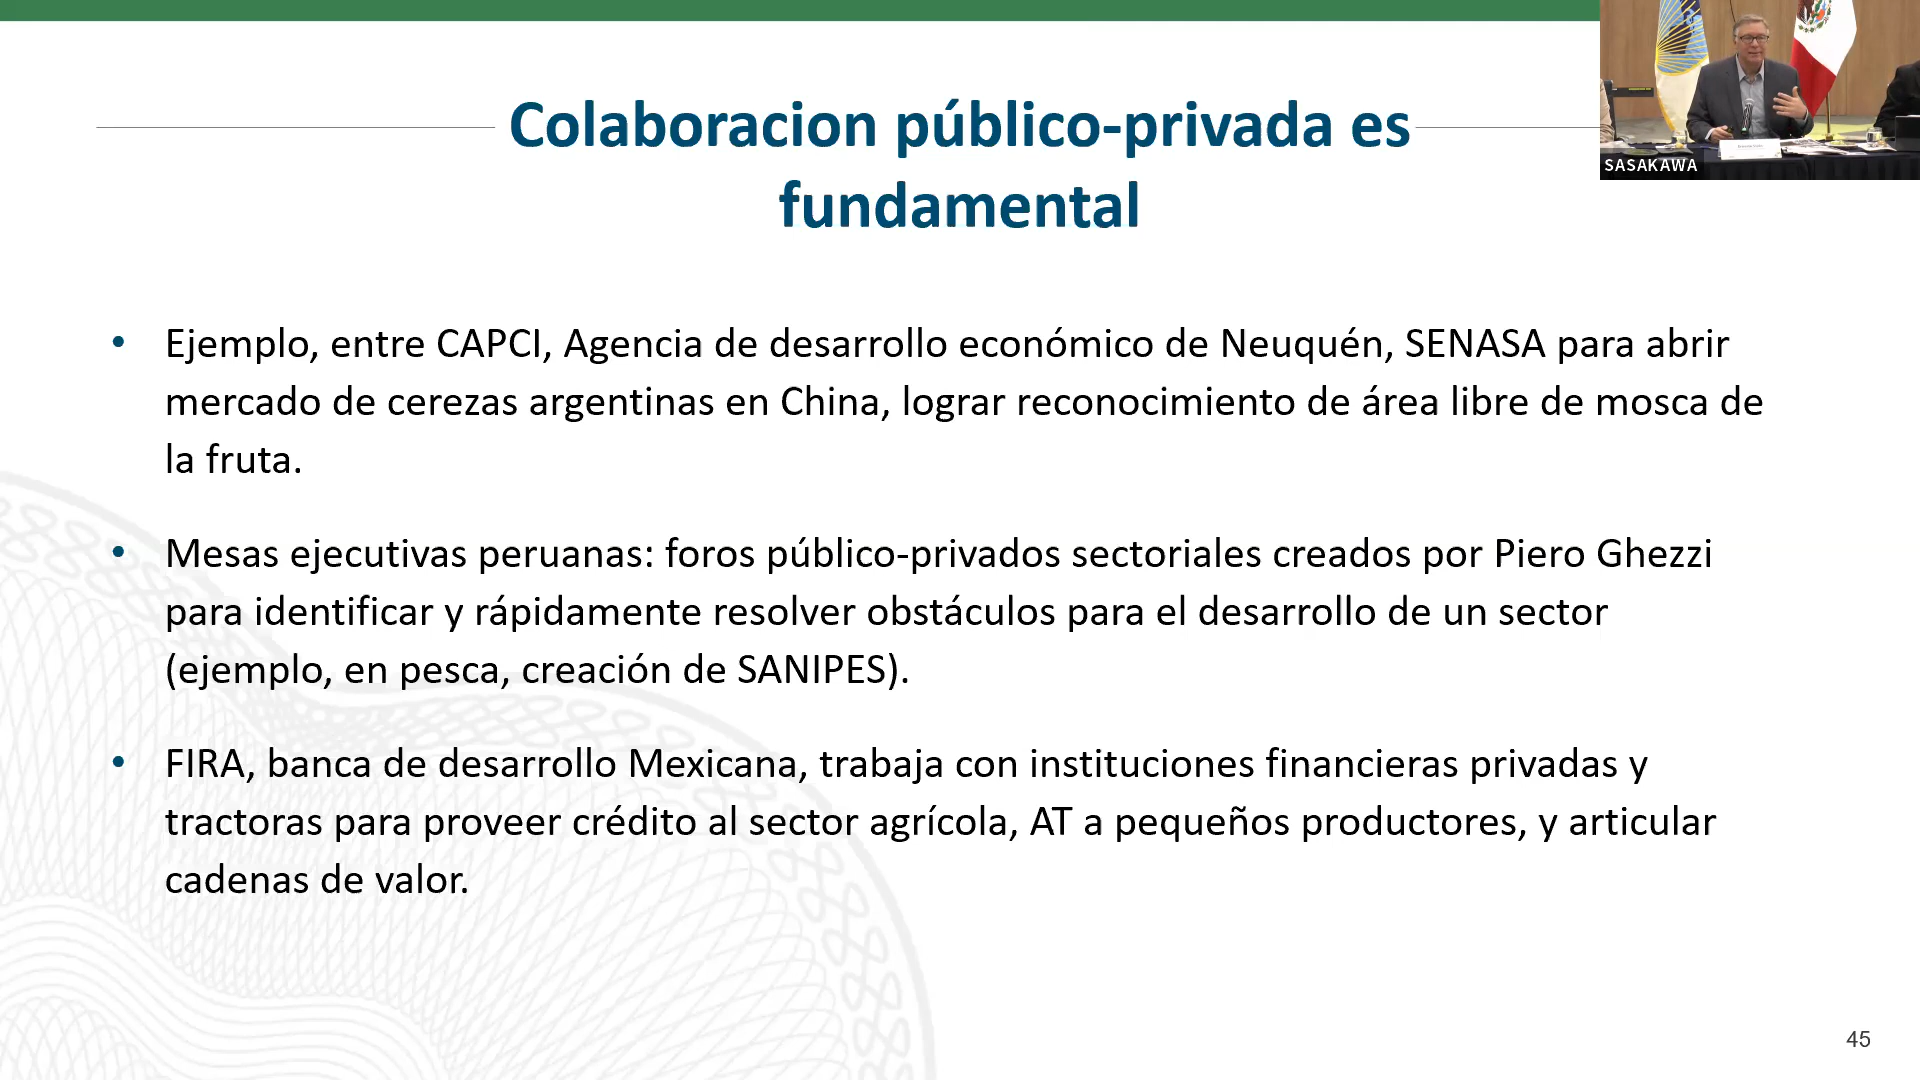 Colaboracion público-privada es
fundamental
SASAKAWA
• Ejemplo, entre CAPCI, Agencia de desarrollo económico de Neuquén, SENASA para abrir
mercado de cerezas argentinas en China, lograr reconocimiento de área libre de mosca de
la fruta.
• Mesas ejecutivas peruanas: foros público-privados sectoriales creados por Piero Ghezzi
para identificar y rápidamente resolver obstáculos para el desarrollo de un sector
(ejemplo, en pesca, creación de SANIPES).
• FIRA, banca de desarrollo Mexicana, trabaja con instituciones financieras privadas y
tractoras para proveer crédito al sector agrícola, AT a pequeños productores, y articular
cadenas de valor.
45